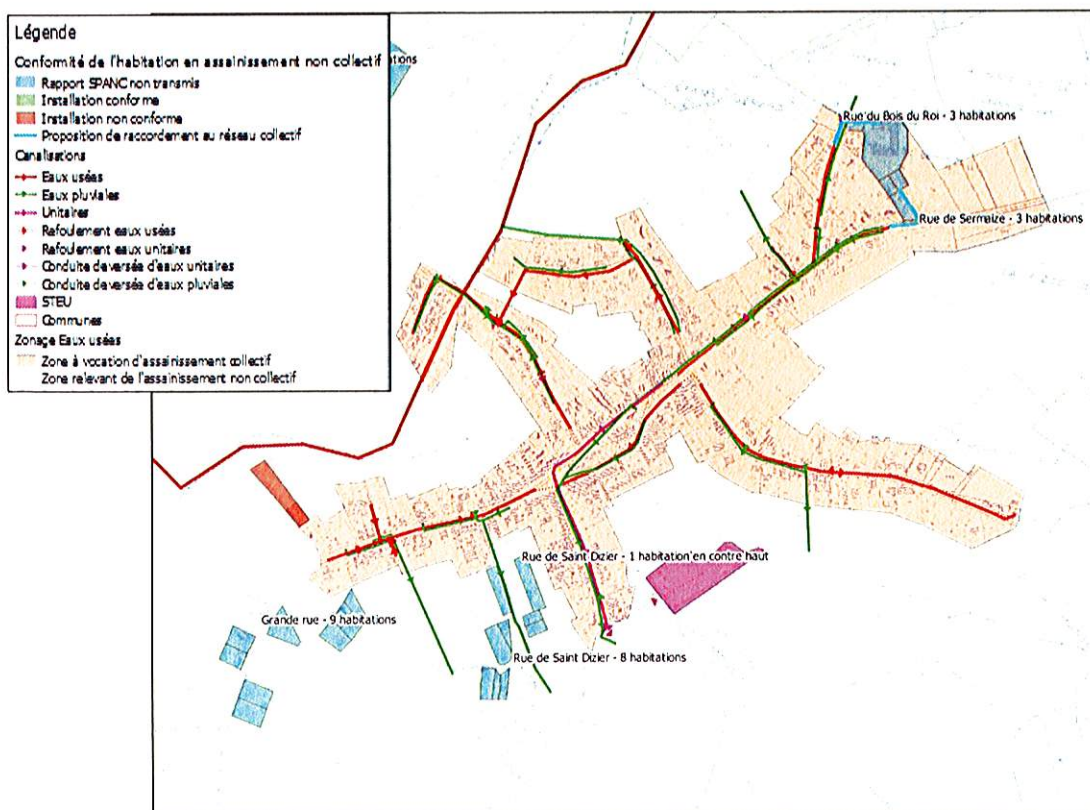 Légende
Conformité de l'habitation en assainissement non collectif
Rapport SPANC non transmis
Installation conforme
Installation non conforme
Proposition de raccordement au réseau collectif
Canalisations
Eaux usées
Eaux pluviales
Unitaires
Refoulement eaux usées
Refoulement eaux unitaires
Conduite de versée d'eaux unitaires
Conduite de versée d'eaux pluviales
STEU
Communes
Zonage Eaux usées
Zone à vocation d'assainissement collectif
Zone relevant de l'assainissement non collectif
Rue du Bois du Roi - 3 habitations
Rue de Sermaize - 3 habitations
Rue de Saint Dizier - 1 habitation en contre haut
Grande rue - 9 habitations
Rue de Saint Dizier - 8 habitations